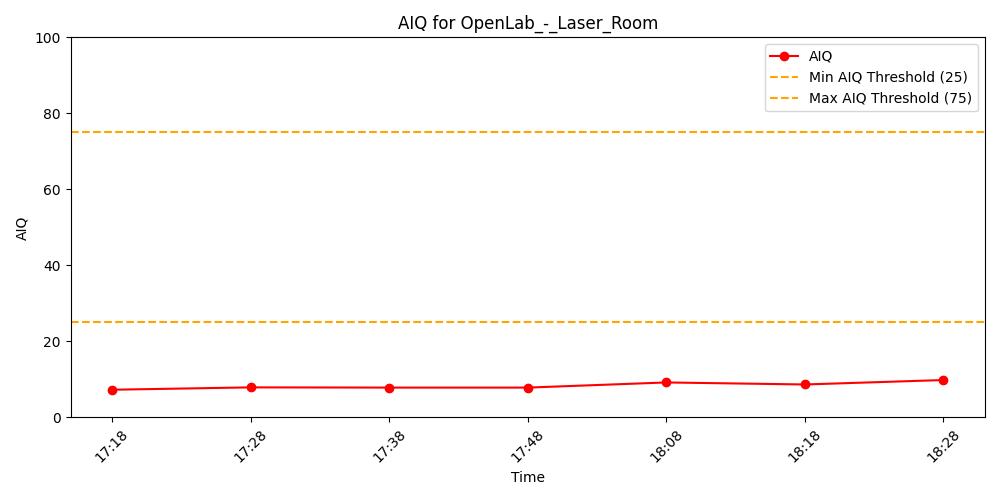 AIQ for OpenLab_-_Laser_Room
100
80
60
40
20
0
AIQ
AIQ
Min AIQ Threshold (25)
Max AIQ Threshold (75)
17:18
17:28
17:38
17:48
18:08
18:18
18:28
Time